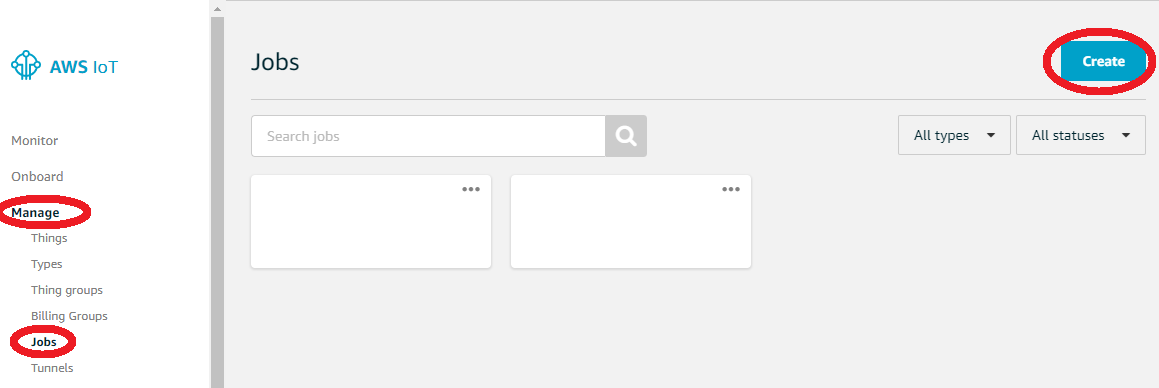 AWS IoT
Monitor
Onboard
Manage
Things
Types
Thing groups
Billing Groups
Jobs
Tunnels
Jobs
Create
Search jobs
All types
All statuses